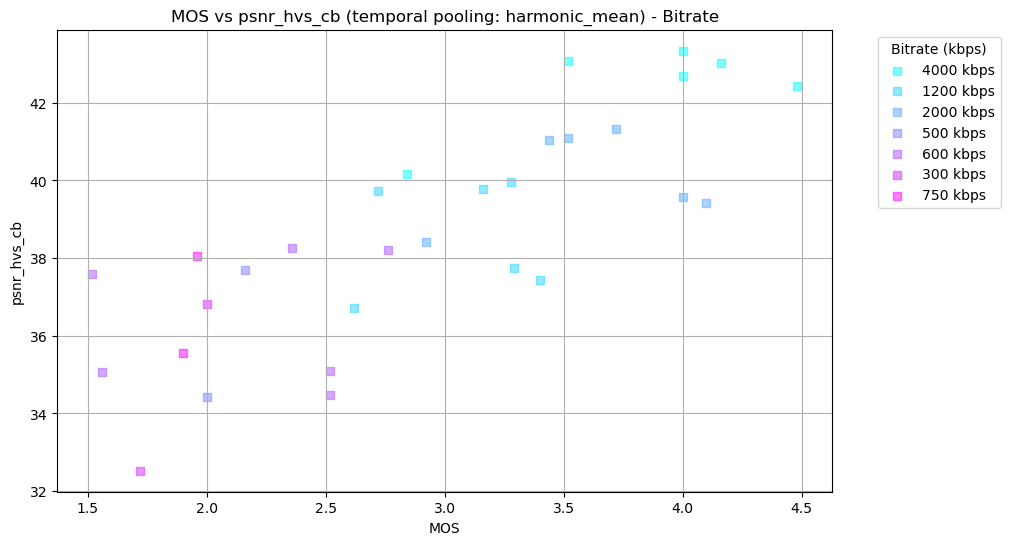 MOS vs psnr_hvs_cb (temporal pooling: harmonic_mean) - Bitrate
psnr_hvs_cb
42
40
38
36
34
32
1.5 2.0 2.5 3.0 3.5 4.0 4.5
MOS
Bitrate (kbps)
4000 kbps
1200 kbps
2000 kbps
500 kbps
600 kbps
300 kbps
750 kbps